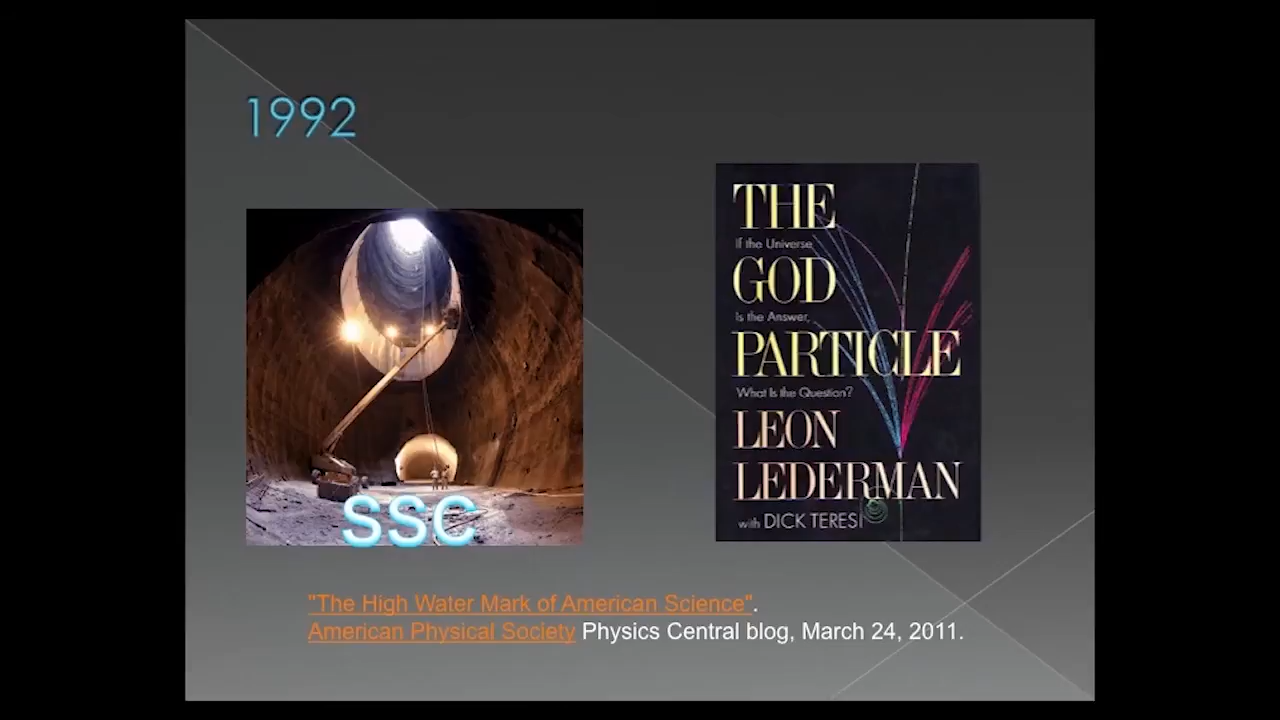 1992
THE
If the Universe
GOD
Is the Answer,
PARTICLE
What Is the Question?
LEON
LEDERMAN
with DICK TERESI
SSC
"The High Water Mark of American Science".
American Physical Society Physics Central blog, March 24, 2011.